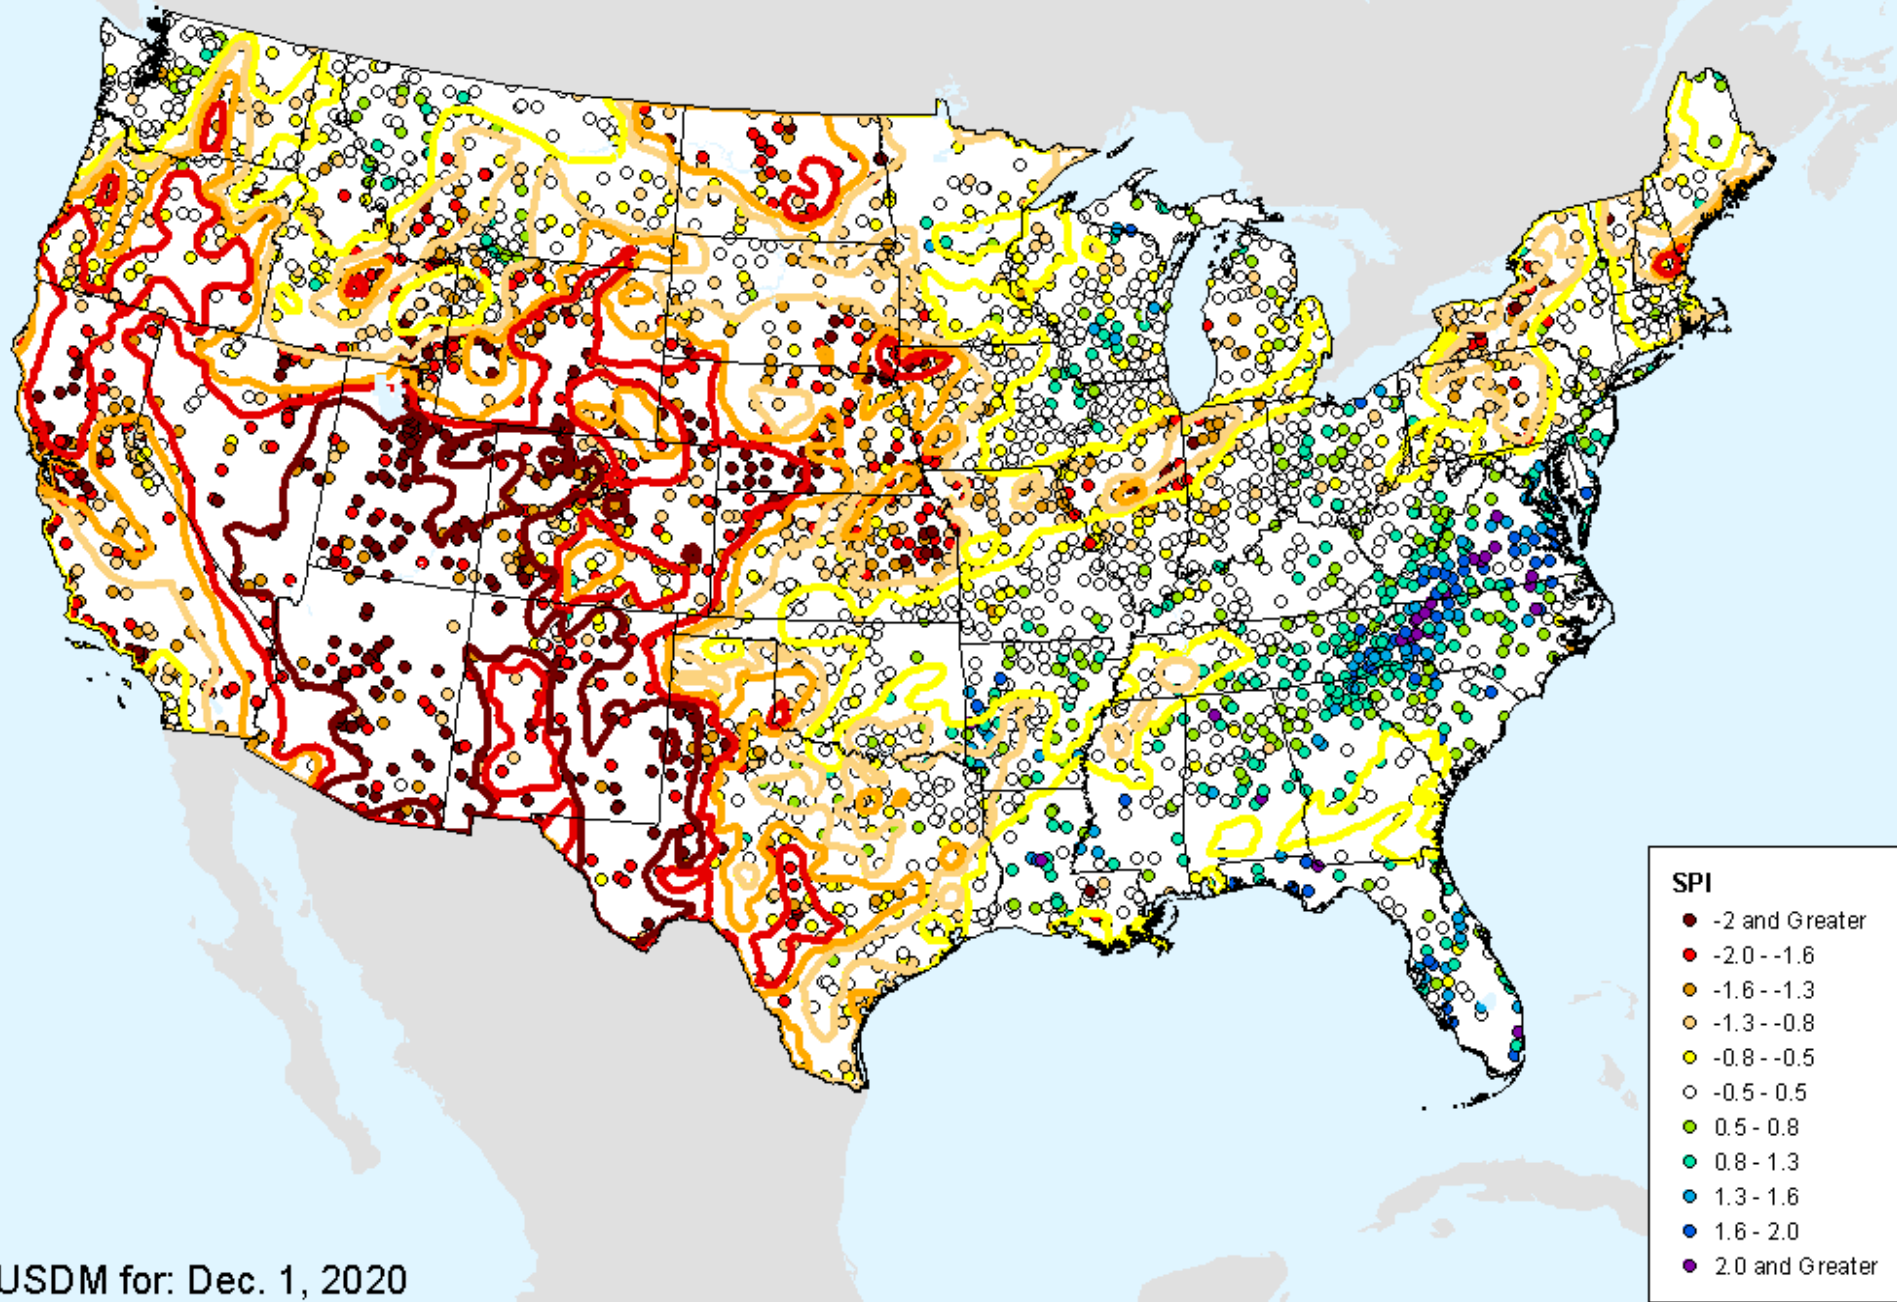 SPI
-2 and Greater
-2.0 - -1.6
-1.6 - -1.3
-1.3 - -0.8
-0.8 - -0.5
-0.5 - 0.5
0.5 - 0.8
0.8 - 1.3
1.3 - 1.6
1.6 - 2.0
2.0 and Greater
USDM for: Dec. 1, 2020